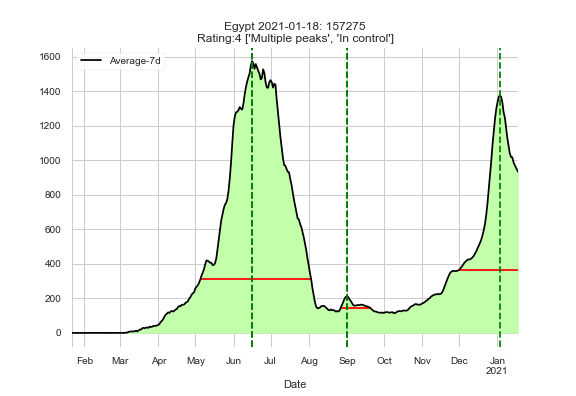 Egypt 2021-01-18: 157275
Rating:4 ['Multiple peaks', 'In control']
Average-7d
1600
1400
1200
1000
800
600
400
200
0
Feb Mar Apr May Jun Jul Aug Sep Oct Nov Dec Jan
2021
Date